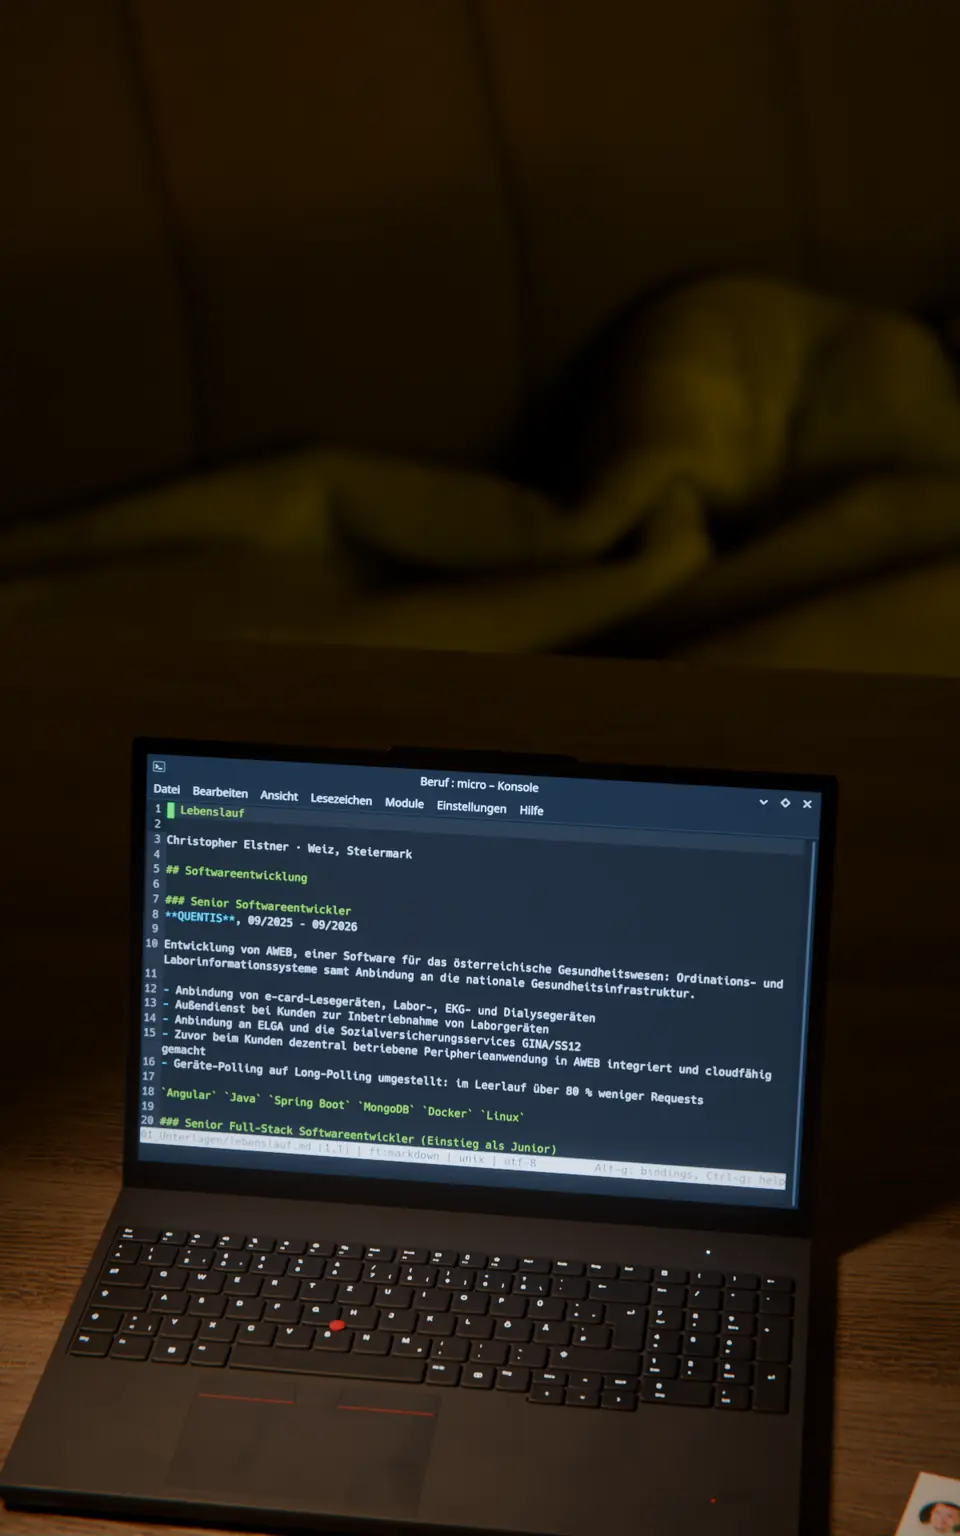 Beruf : micro – Konsole
Datei Bearbeiten Ansicht Lesezeichen Module Einstellungen Hilfe
1 Lebenslauf
2
3 Christopher Elstner · Weiz, Steiermark
4
5 ## Softwareentwicklung
6
7 ### Senior Softwareentwickler
8 **QUENTIS**, 09/2025 - 09/2026
9
10 Entwicklung von AWEB, einer Software für das österreichische Gesundheitswesen: Ordinations- und
Laborinformationssysteme samt Anbindung an die nationale Gesundheitsinfrastruktur.
11
12 - Anbindung von e-card-Lesegeräten, Labor-, EKG- und Dialysegeräten
13 - Außendienst bei Kunden zur Inbetriebnahme von Laborgeräten
14 - Anbindung an ELGA und die Sozialversicherungsservices GINA/SS12
15 - Zuvor beim Kunden dezentral betriebene Peripherieanwendung in AWEB integriert und cloudfähig
gemacht
16 - Geräte-Polling auf Long-Polling umgestellt: im Leerlauf über 80 % weniger Requests
17
18 `Angular` `Java` `Spring Boot` `MongoDB` `Docker` `Linux`
19
20 ### Senior Full-Stack Softwareentwickler (Einstieg als Junior)
01_Unterlagen/lebenslauf.md (1,1) | ft:markdown | unix | utf-8 Alt-g: bindings, Ctrl-g: help
Q W E R T Z U I O P Ü
A S D F G H J K L Ö Ä
Y X C V B N M